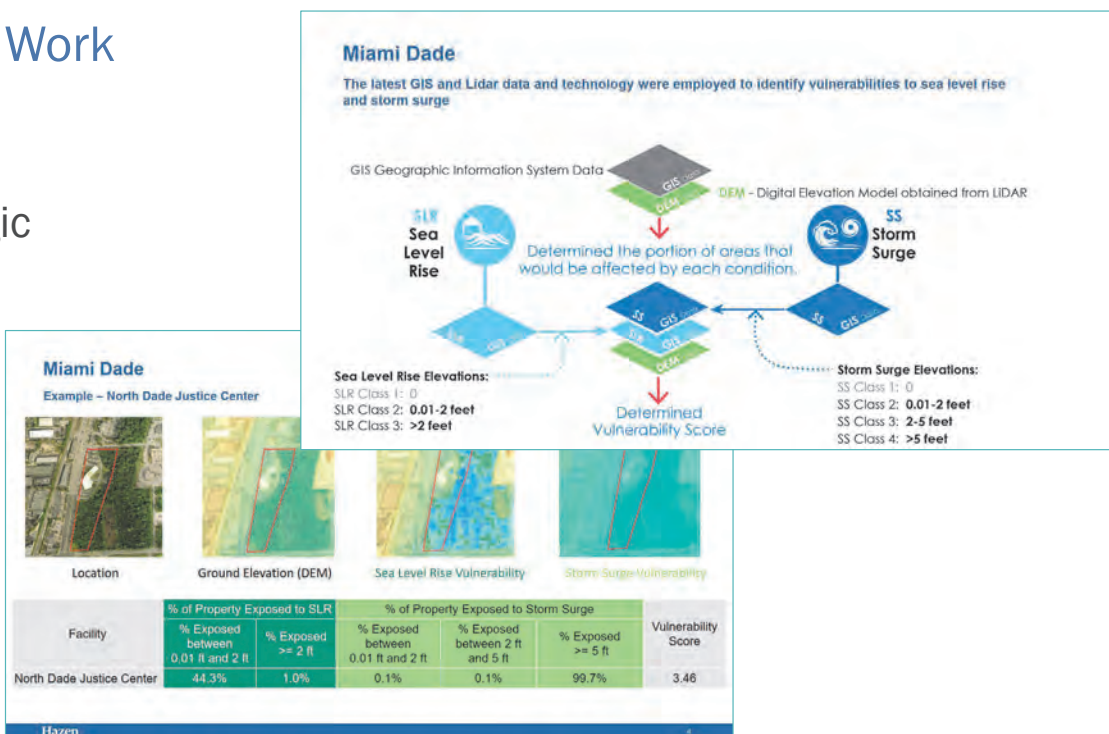 Work
ic
Miami Dade
The latest GIS and Lidar data and technology were employed to identify vulnerabilities to sea level rise
and storm surge
GIS Geographic Information System Data
GIS Data
DEM
DEM - Digital Elevation Model obtained from LiDAR
SLR
Sea
Level
Rise
Determined the portion of areas that
would be affected by each condition.
SS
Storm
Surge
SS GIS Data
SLR GIS
DEM
SLR GIS Data
SS GIS Data
Sea Level Rise Elevations:
SLR Class 1: 0
SLR Class 2: 0.01-2 feet
SLR Class 3: >2 feet
Determined
Vulnerability Score
Storm Surge Elevations:
SS Class 1: 0
SS Class 2: 0.01-2 feet
SS Class 3: 2-5 feet
SS Class 4: >5 feet
Miami Dade
Example – North Dade Justice Center
Location
Ground Elevation (DEM)
Sea Level Rise Vulnerability
Storm Surge Vulnerability
Facility
% of Property Exposed to SLR
% of Property Exposed to Storm Surge
Vulnerability
Score
% Exposed
between
0.01 ft and 2 ft
% Exposed
>= 2 ft
% Exposed
between
0.01 ft and 2 ft
% Exposed
between 2 ft
and 5 ft
% Exposed
>= 5 ft
North Dade Justice Center 44.3% 1.0% 0.1% 0.1% 99.7% 3.46
Hazen